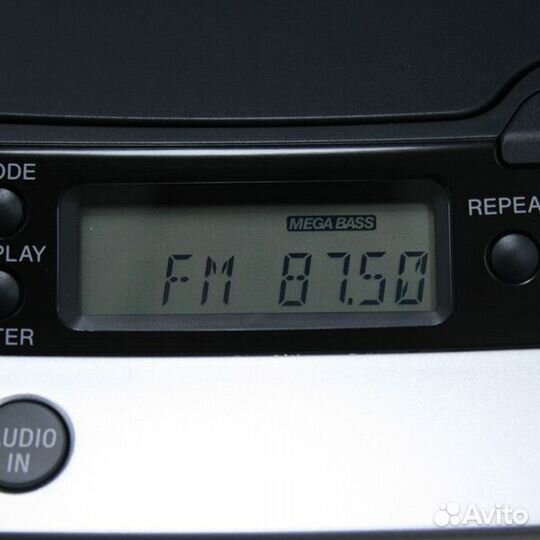 ODE
REPEA
MEGA BASS
PLAY
FM 87.50
TER
AUDIO
IN
Avito